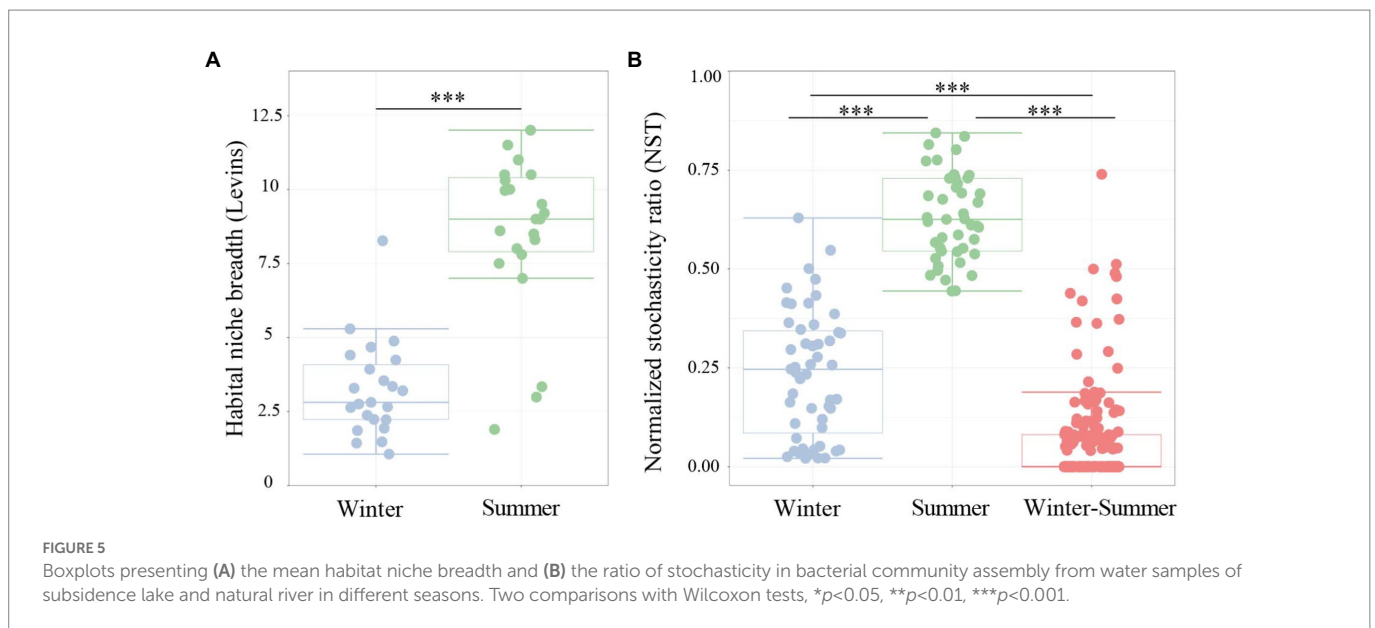 A
B
***
Habital niche breadth (Levins)
12.5
10
7.5
5
2.5
0
Winter
Summer
***
***
***
Normalized stochasticity ratio (NST)
1.00
0.75
0.50
0.25
0.00
Winter
Summer
Winter-Summer
FIGURE 5
Boxplots presenting (A) the mean habitat niche breadth and (B) the ratio of stochasticity in bacterial community assembly from water samples of
subsidence lake and natural river in different seasons. Two comparisons with Wilcoxon tests, *p<0.05, **p<0.01, ***p<0.001.